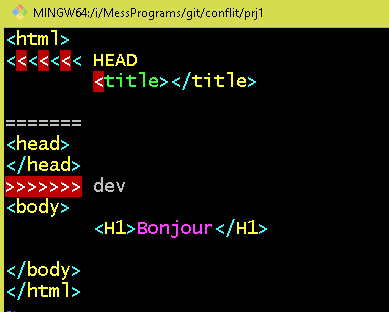 MINGW64:/i/MessPrograms/git/conflit/prj1
<html>
<<<<<<< HEAD
<title></title>
=======
<head>
</head>
>>>>>>> dev
<body>
<H1>Bonjour</H1>
</body>
</html>